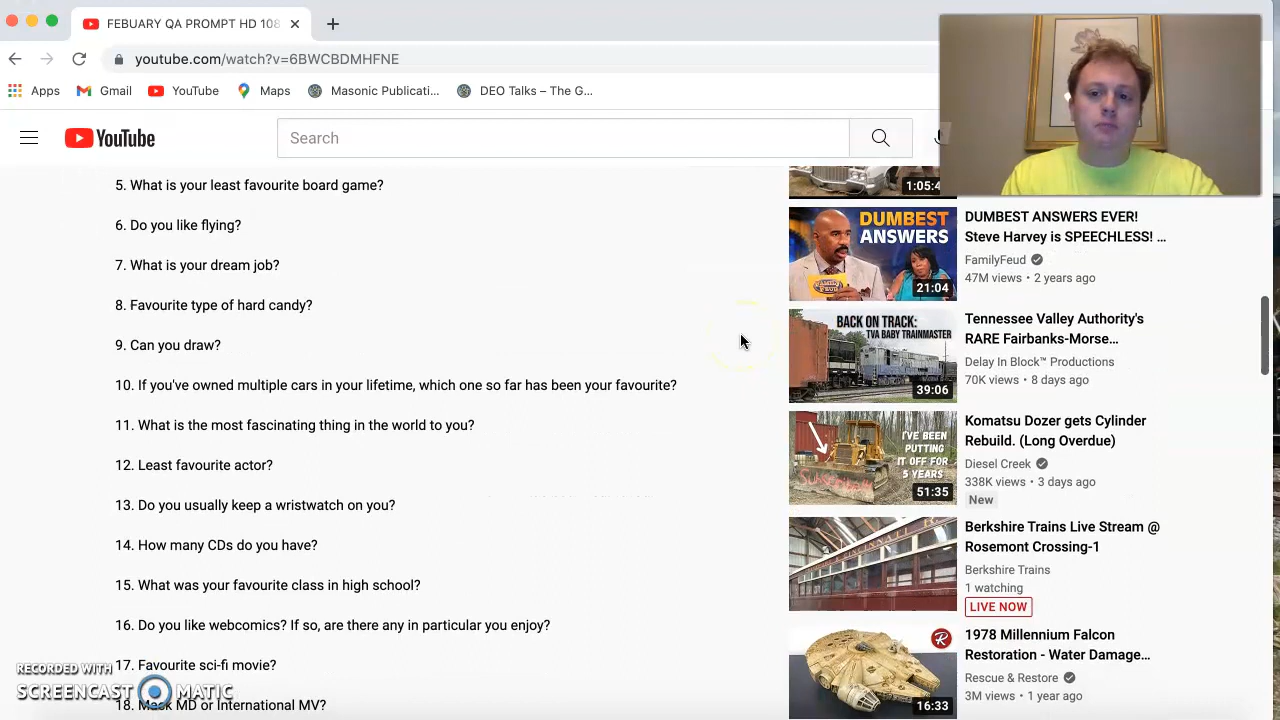 FEBUARY QA PROMPT HD 108
youtube.com/watch?v=6BWCBDMHFNE
Apps Gmail YouTube Maps Masonic Publicati... DEO Talks – The G...
YouTube
Search
5. What is your least favourite board game?
6. Do you like flying?
7. What is your dream job?
8. Favourite type of hard candy?
9. Can you draw?
10. If you've owned multiple cars in your lifetime, which one so far has been your favourite?
11. What is the most fascinating thing in the world to you?
12. Least favourite actor?
13. Do you usually keep a wristwatch on you?
14. How many CDs do you have?
15. What was your favourite class in high school?
16. Do you like webcomics? If so, are there any in particular you enjoy?
17. Favourite sci-fi movie?
18. Mack MD or International MV?
RECORDED WITH
SCREENCAST MATIC
1:05:4
DUMBEST
ANSWERS
FAMILY FEUD
21:04
DUMBEST ANSWERS EVER!
Steve Harvey is SPEECHLESS! ...
FamilyFeud
47M views • 2 years ago
BACK ON TRACK:
TVA BABY TRAINMASTER
39:06
Tennessee Valley Authority's
RARE Fairbanks-Morse...
Delay In Block™ Productions
70K views • 8 days ago
I'VE BEEN
PUTTING
IT OFF FOR
5 YEARS
51:35
Komatsu Dozer gets Cylinder
Rebuild. (Long Overdue)
Diesel Creek
338K views • 3 days ago
New
Berkshire Trains Live Stream @
Rosemont Crossing-1
Berkshire Trains
1 watching
LIVE NOW
R
16:33
1978 Millennium Falcon
Restoration - Water Damage...
Rescue & Restore
3M views • 1 year ago